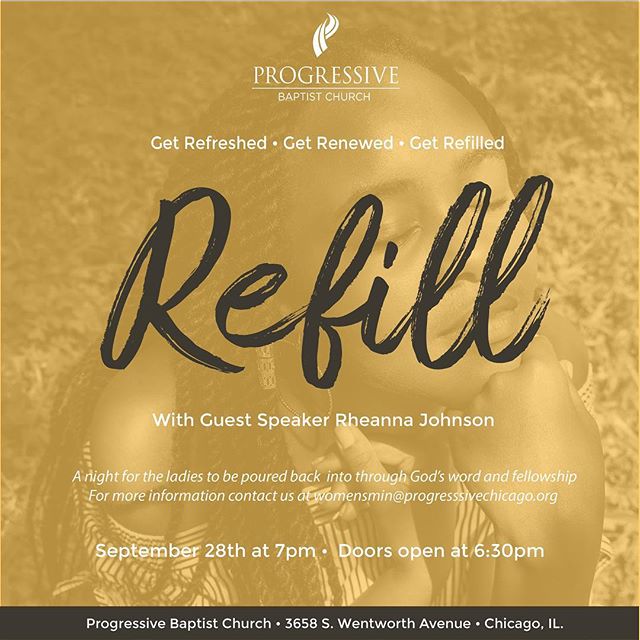 PROGRESSIVE
BAPTIST CHURCH
Get Refreshed • Get Renewed • Get Refilled
Refill
With Guest Speaker Rheanna Johnson
A night for the ladies to be poured back into through God's word and fellowship
For more information contact us at womensmin@progresssivechicago.org
September 28th at 7pm • Doors open at 6:30pm
Progressive Baptist Church • 3658 S. Wentworth Avenue • Chicago, IL.